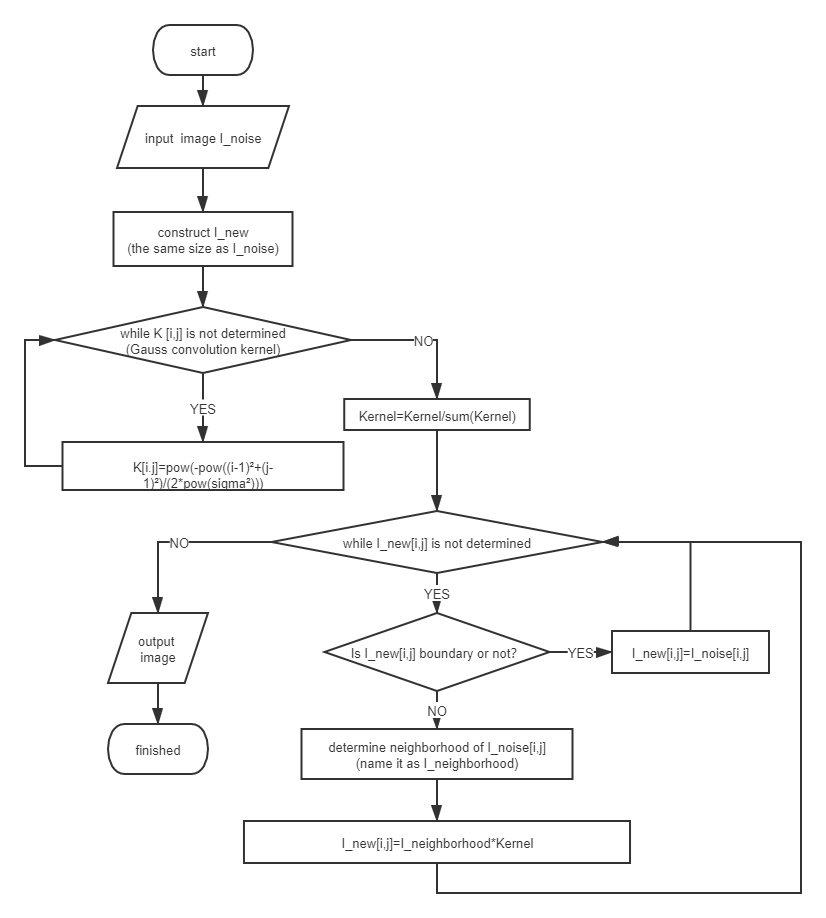 start
input  image I_noise
construct I_new
(the same size as I_noise)
while K [i,j] is not determined
(Gauss convolution kernel)
NO
YES
Kernel=Kernel/sum(Kernel)
K[i,j]=pow(-pow((i-1)²+(j-
1)²)/(2*pow(sigma²)))
while I_new[i,j] is not determined
NO
YES
output
image
Is I_new[i,j] boundary or not?
YES
I_new[i,j]=I_noise[i,j]
NO
finished
determine neighborhood of I_noise[i,j]
(name it as I_neighborhood)
I_new[i,j]=I_neighborhood*Kernel